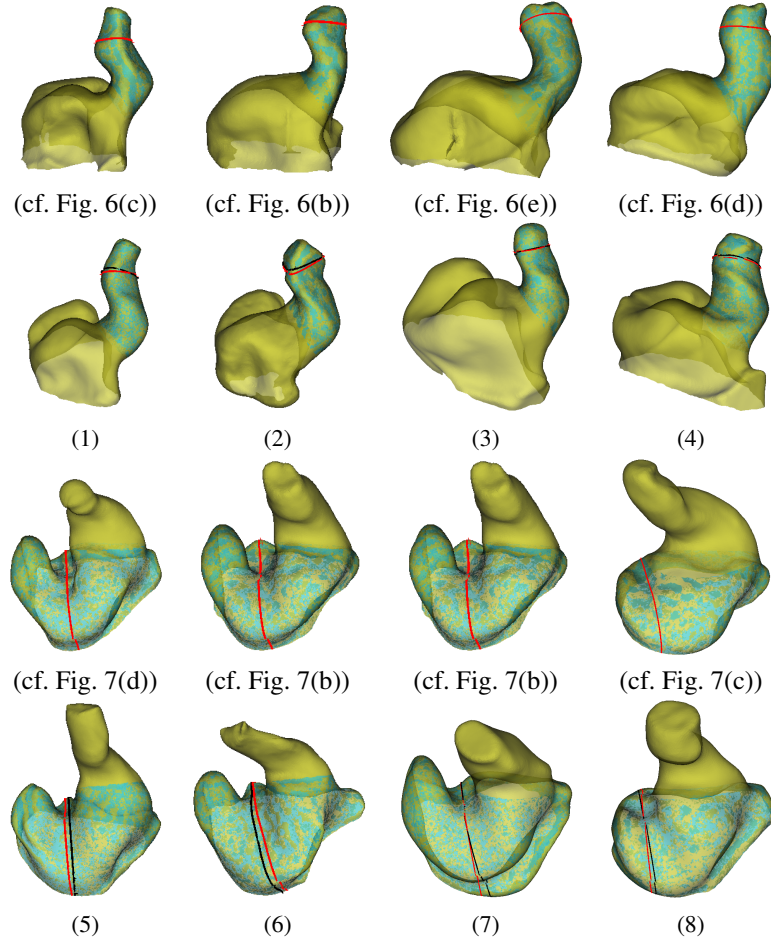 (cf. Fig. 6(c)) (cf. Fig. 6(b)) (cf. Fig. 6(e)) (cf. Fig. 6(d))
(1) (2) (3) (4)
(cf. Fig. 7(d)) (cf. Fig. 7(b)) (cf. Fig. 7(b)) (cf. Fig. 7(c))
(5) (6) (7) (8)